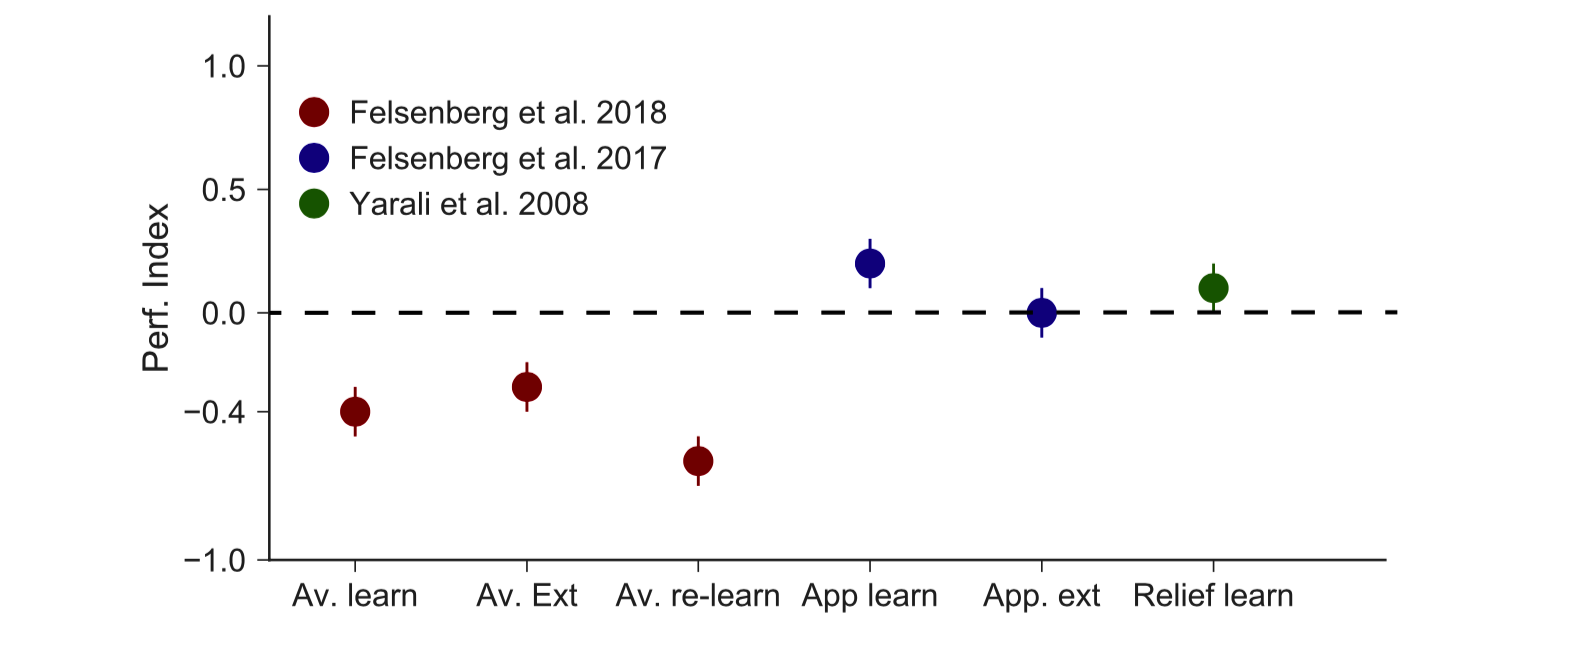 1.0
Felsenberg et al. 2018
Felsenberg et al. 2017
0.5
Yarali et al. 2008
Perf. Index
0.0
−0.4
−1.0
Av. learn Av. Ext Av. re-learn App learn App. ext Relief learn